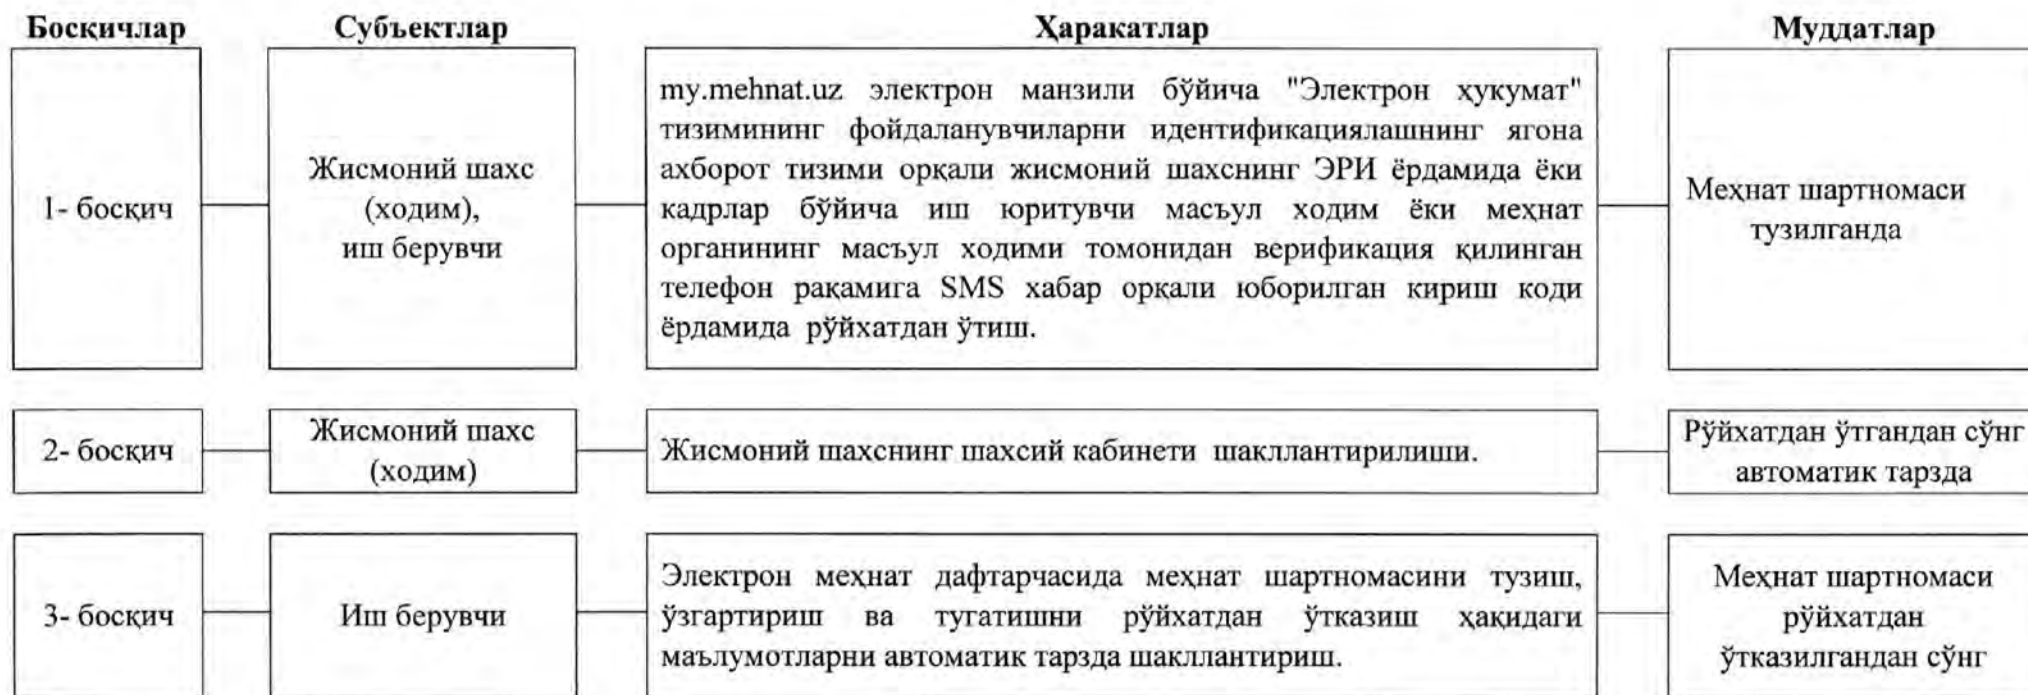 Босқичлар
Субъектлар
Ҳаракатлар
Муддатлар
1- босқич
Жисмоний шахс
(ходим),
иш берувчи
my.mehnat.uz электрон манзили бўйича "Электрон ҳукумат"
тизимининг фойдаланувчиларни идентификациялашнинг ягона
ахборот тизими орқали жисмоний шахснинг ЭРИ ёрдамида ёки
кадрлар бўйича иш юритувчи масъул ходим ёки меҳнат
органининг масъул ходими томонидан верификация қилинган
телефон рақамига SMS хабар орқали юборилган кириш коди
ёрдамида рўйхатдан ўтиш.
Меҳнат шартномаси
тузилганда
2- босқич
Жисмоний шахс
(ходим)
Жисмоний шахснинг шахсий кабинети шакллантирилиши.
Рўйхатдан ўтгандан сўнг
автоматик тарзда
3- босқич
Иш берувчи
Электрон меҳнат дафтарчасида меҳнат шартномасини тузиш,
ўзгартириш ва тугатишни рўйхатдан ўтказиш ҳақидаги
маълумотларни автоматик тарзда шакллантириш.
Меҳнат шартномаси
рўйхатдан
ўтказилгандан сўнг